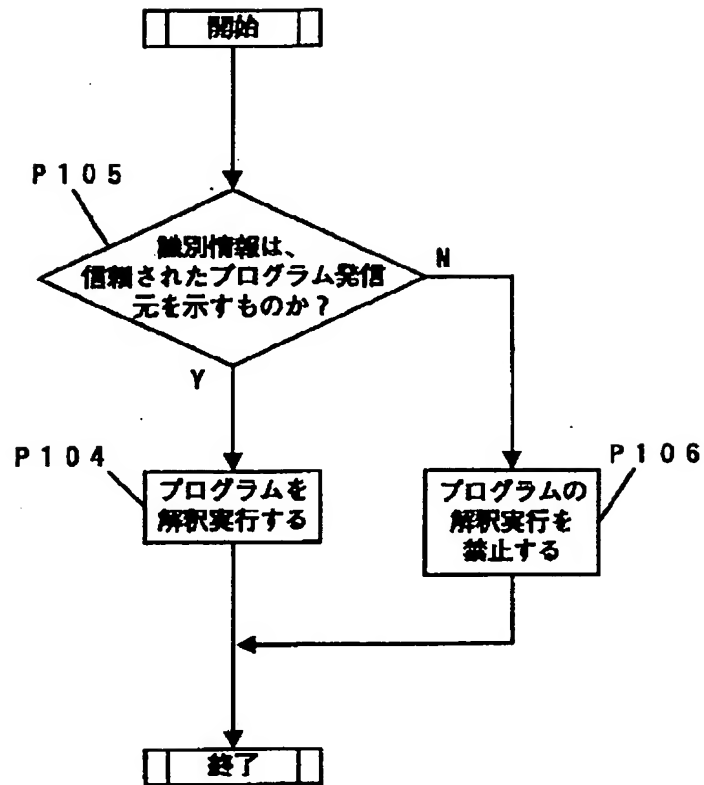 開始
P105
識別情報は、
信頼されたプログラム発信
元を示すものか？
N
Y
P104
プログラムを
解釈実行する
P106
プログラムの
解釈実行を
禁止する
終了